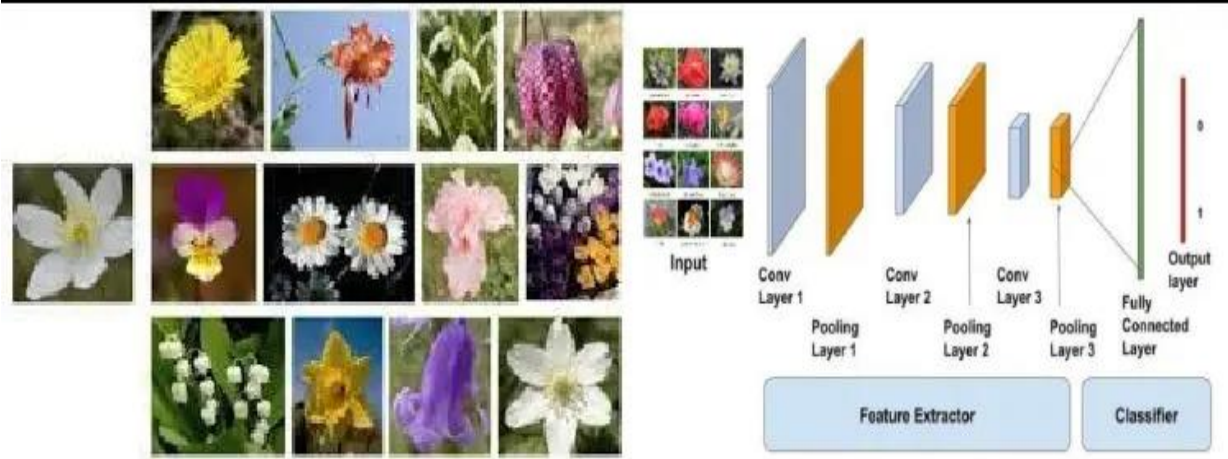 Input
Conv
Layer 1
Pooling
Layer 1
Conv
Layer 2
Pooling
Layer 2
Conv
Layer 3
Pooling
Layer 3
Fully
Connected
Layer
0
1
Output
layer
Feature Extractor
Classifier